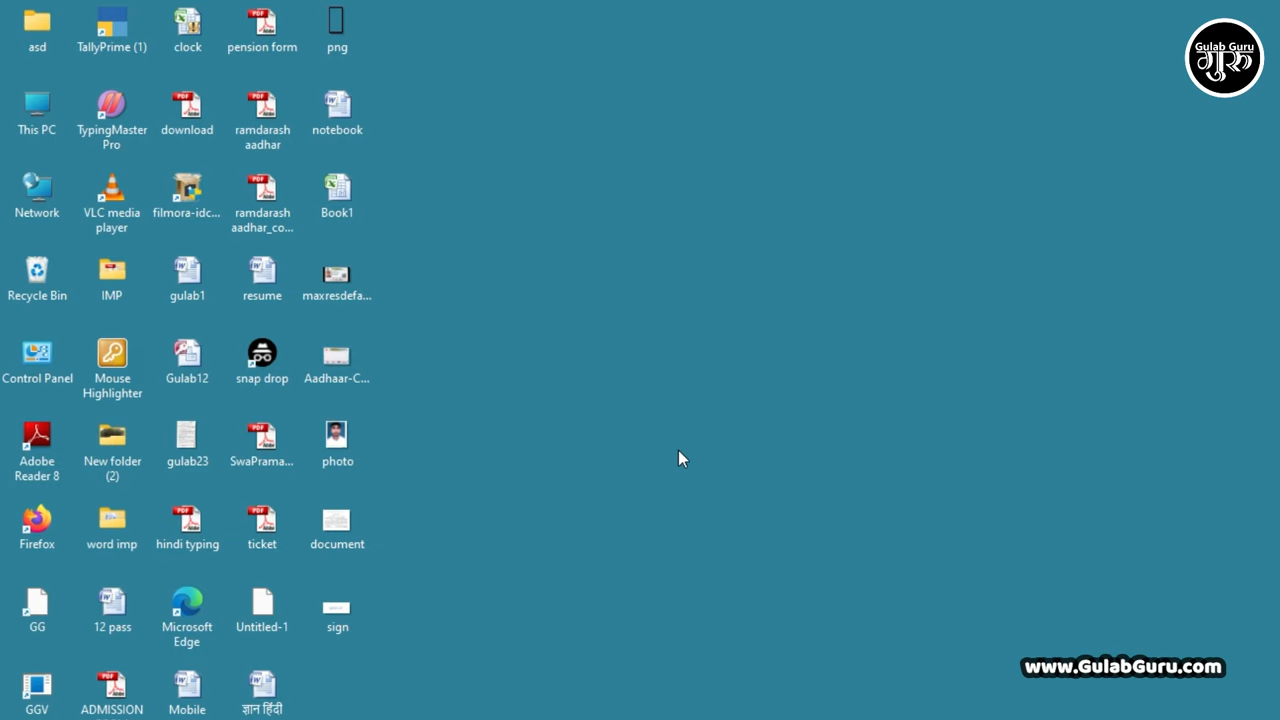 asd
TallyPrime (1)
clock
pension form
png
Gulab Guru
गुरु
This PC
TypingMaster
Pro
download
ramdarash
aadhar
notebook
Network
VLC media
player
filmora-idc...
ramdarash
aadhar_co...
Book1
Recycle Bin
IMP
gulab1
resume
maxresdefa...
Control Panel
Mouse
Highlighter
Gulab12
snap drop
Aadhaar-C...
Adobe
Reader 8
New folder
(2)
gulab23
SwaPrama...
photo
Firefox
word imp
hindi typing
ticket
document
GG
12 pass
Microsoft
Edge
Untitled-1
sign
www.GulabGuru.com
GGV
ADMISSION
Mobile
ज्ञान हिंदी